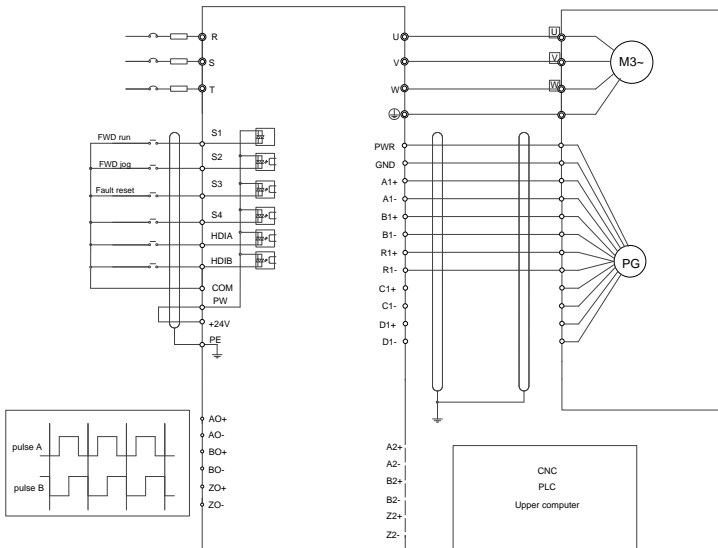 R
S
T
FWD run
FWD jog
Fault reset
S1
S2
S3
S4
HDIA
HDIB
COM
PW
+24V
PE
U
V
W
U
V
W
M3~
PWR
GND
A1+
A1-
B1+
B1-
R1+
R1-
C1+
C1-
D1+
D1-
PG
pulse A
pulse B
AO+
AO-
BO+
BO-
ZO+
ZO-
A2+
A2-
B2+
B2-
Z2+
Z2-
CNC
PLC
Upper computer